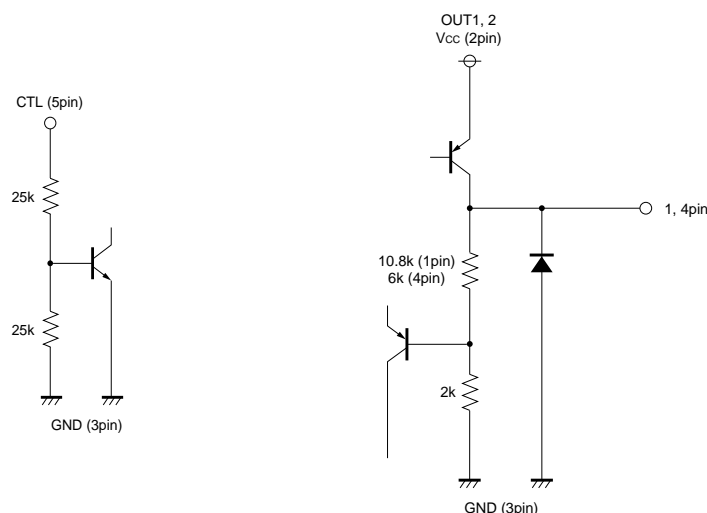 CTL (5pin)
25k
25k
GND (3pin)
OUT1, 2
Vcc (2pin)
1, 4pin
10.8k (1pin)
6k (4pin)
2k
GND (3pin)